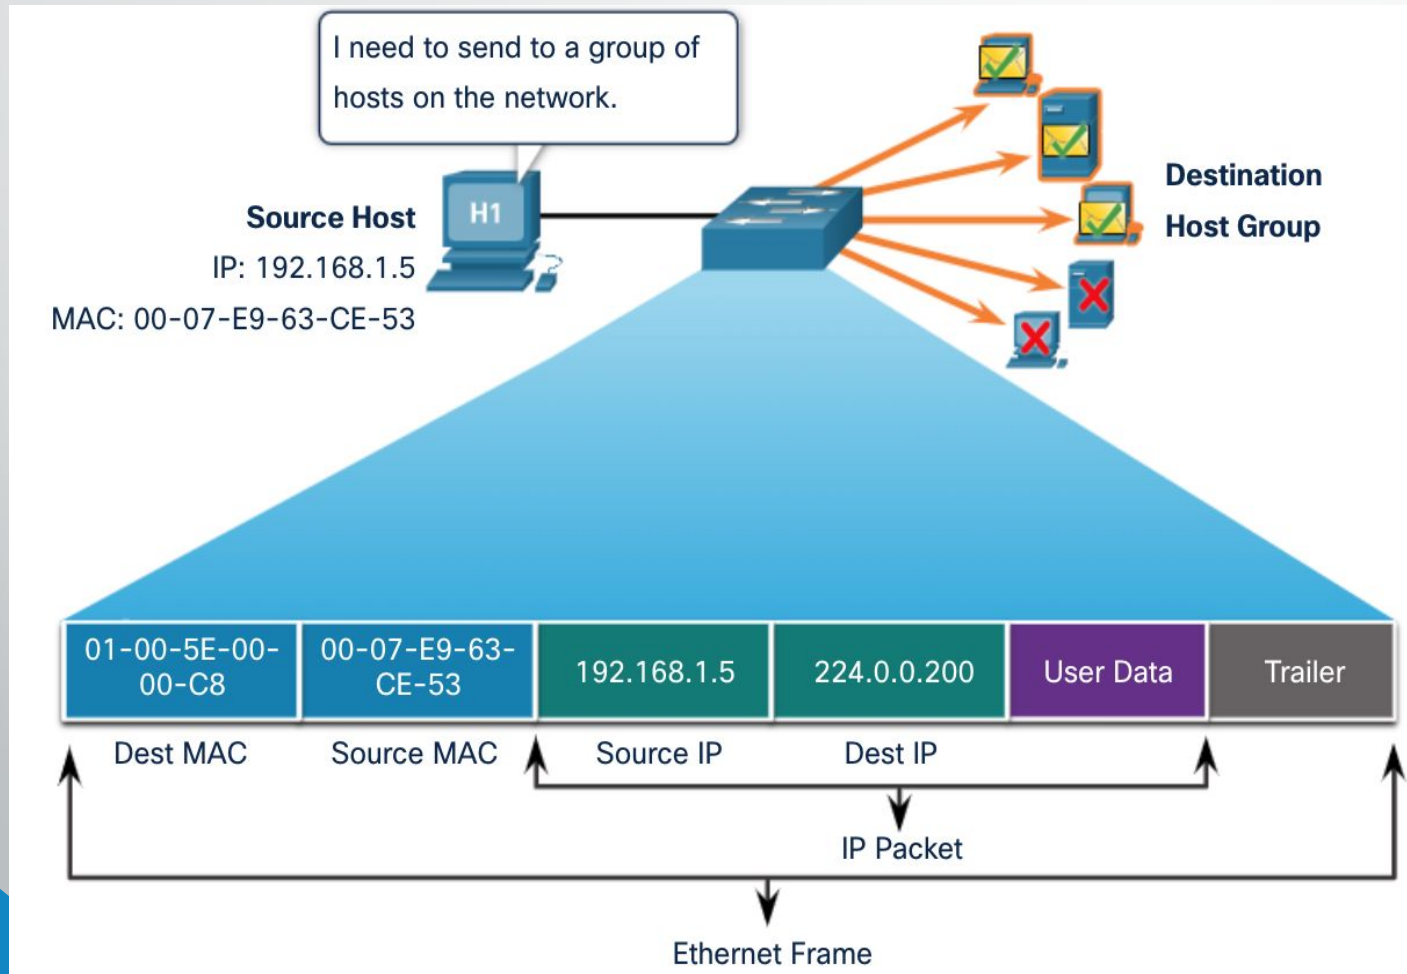 I need to send to a group of
hosts on the network.
H1
Source Host
IP: 192.168.1.5
MAC: 00-07-E9-63-CE-53
Destination
Host Group
01-00-5E-00-
00-C8
00-07-E9-63-
CE-53
192.168.1.5
224.0.0.200
User Data
Trailer
Dest MAC
Source MAC
Source IP
Dest IP
IP Packet
Ethernet Frame